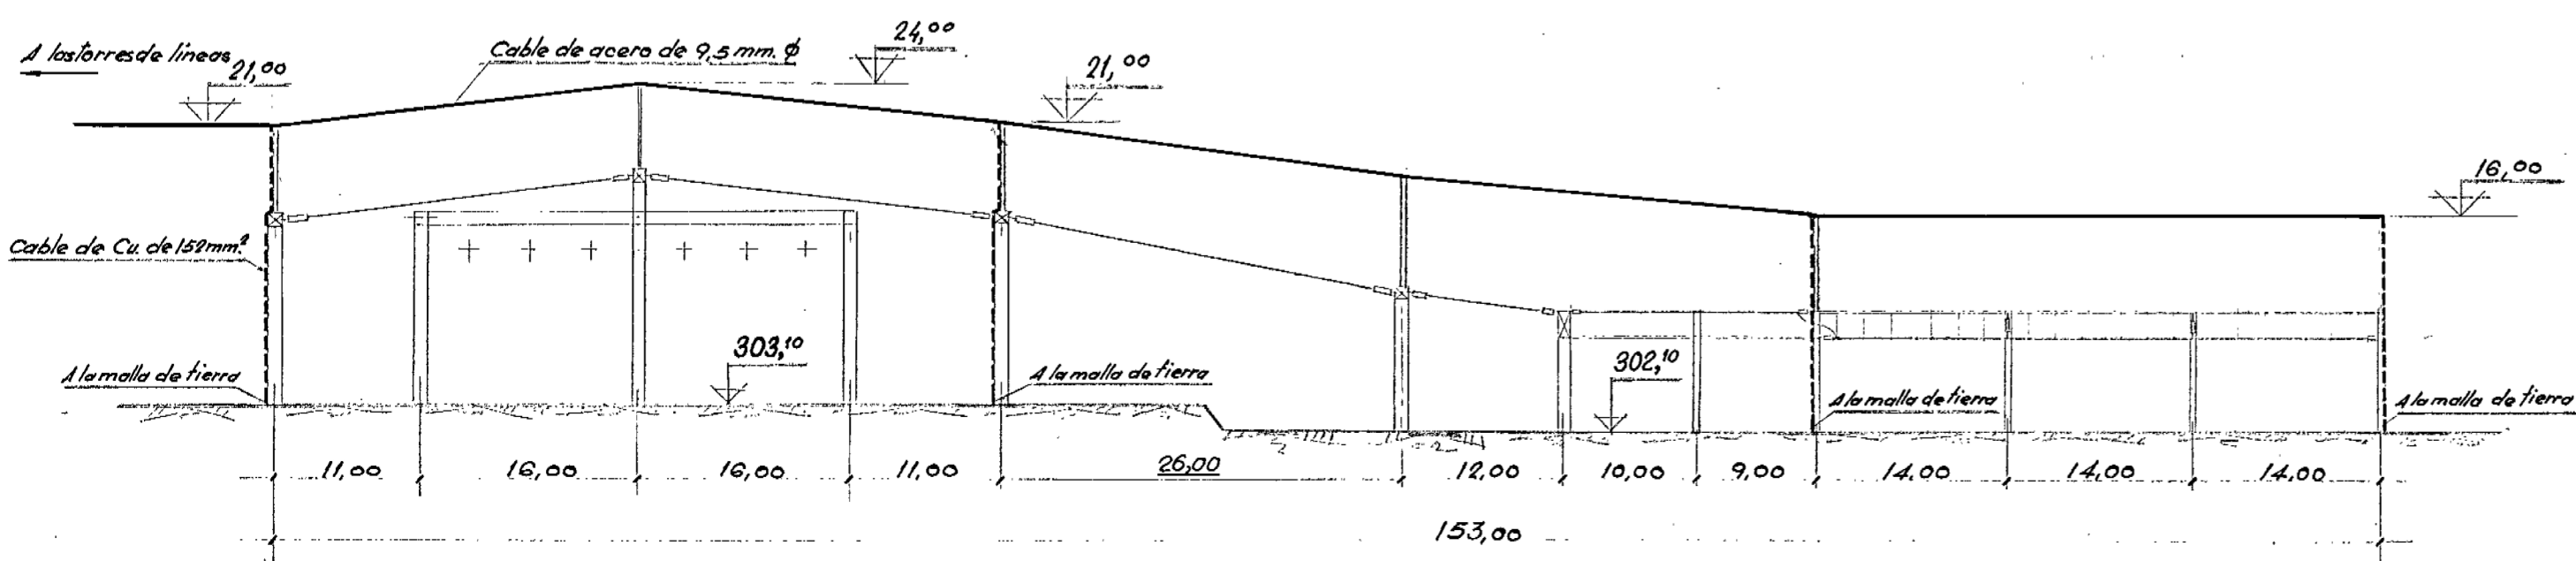 A las torres de líneas
21,00
Cable de acero de 9,5 mm. ϕ
24,00
21,00
16,00
Cable de Cu. de 152mm²
303,10
302,10
A la malla de tierra
A la malla de tierra
A la malla de tierra
A la malla de tierra
11,00 16,00 16,00 11,00 26,00 12,00 10,00 9,00 14,00 14,00 14,00
153,00